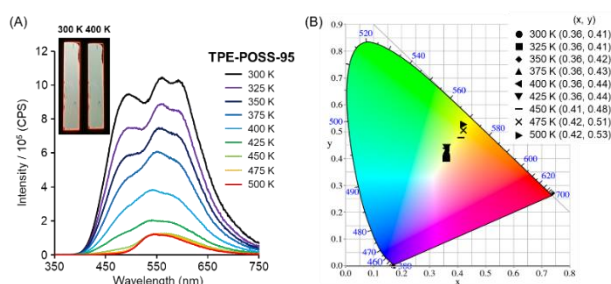 (A)
300 K 400 K
TPE-POSS-95
300 K
325 K
350 K
375 K
400 K
425 K
450 K
475 K
500 K
Intensity / 10⁵ (CPS)
12
10
8
6
4
2
0
350 450 550 650 750
Wavelength (nm)
(B)
(x, y)
300 K (0.36, 0.41)
325 K (0.36, 0.41)
350 K (0.36, 0.42)
375 K (0.36, 0.43)
400 K (0.36, 0.44)
425 K (0.36, 0.44)
450 K (0.41, 0.48)
475 K (0.42, 0.51)
500 K (0.42, 0.53)
0.9
0.8
0.7
0.6
0.5
y
0.4
0.3
0.2
0.1
0.0
520
540
560
500
580
600
620
700
490
480
470
460
380
0.0 0.1 0.2 0.3 0.4 0.5 0.6 0.7 0.8
x